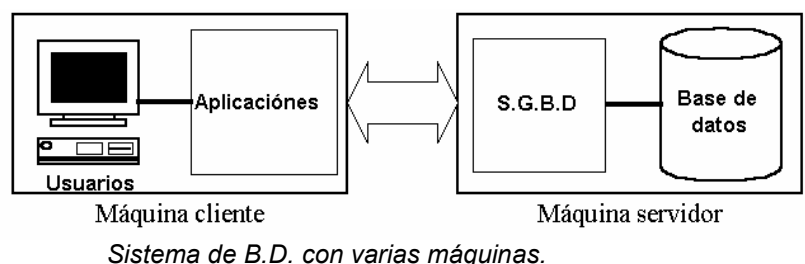 Aplicaciónes
Usuarios
Máquina cliente
S.G.B.D
Base de
datos
Máquina servidor
Sistema de B.D. con varias máquinas.